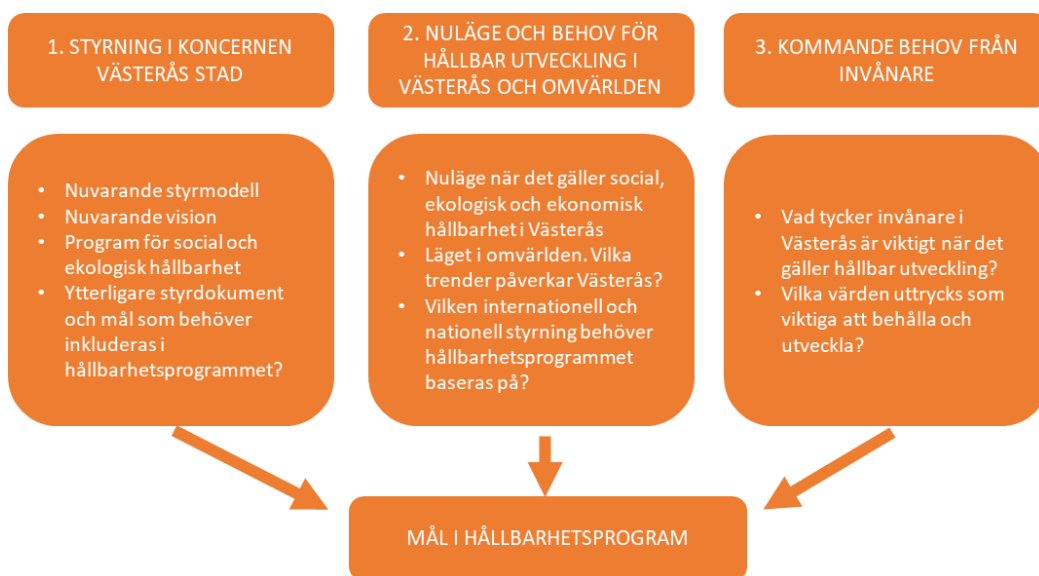 1. STYRNING I KONCERNEN
VÄSTERÅS STAD
• Nuvarande styrmodell
• Nuvarande vision
• Program för social och
ekologisk hållbarhet
• Ytterligare styrdokument
och mål som behöver
inkluderas i
hållbarhetsprogrammet?
2. NULÄGE OCH BEHOV FÖR
HÅLLBAR UTVECKLING I
VÄSTERÅS OCH OMVÄRLDEN
• Nuläge när det gäller social,
ekologisk och ekonomisk
hållbarhet i Västerås
• Läget i omvärlden. Vilka
trender påverkar Västerås?
• Vilken internationell och
nationell styrning behöver
hållbarhetsprogrammet
baseras på?
3. KOMMANDE BEHOV FRÅN
INVÅNARE
• Vad tycker invånare i
Västerås är viktigt när det
gäller hållbar utveckling?
• Vilka värden uttrycks som
viktiga att behålla och
utveckla?
MÅL I HÅLLBARHETSPROGRAM